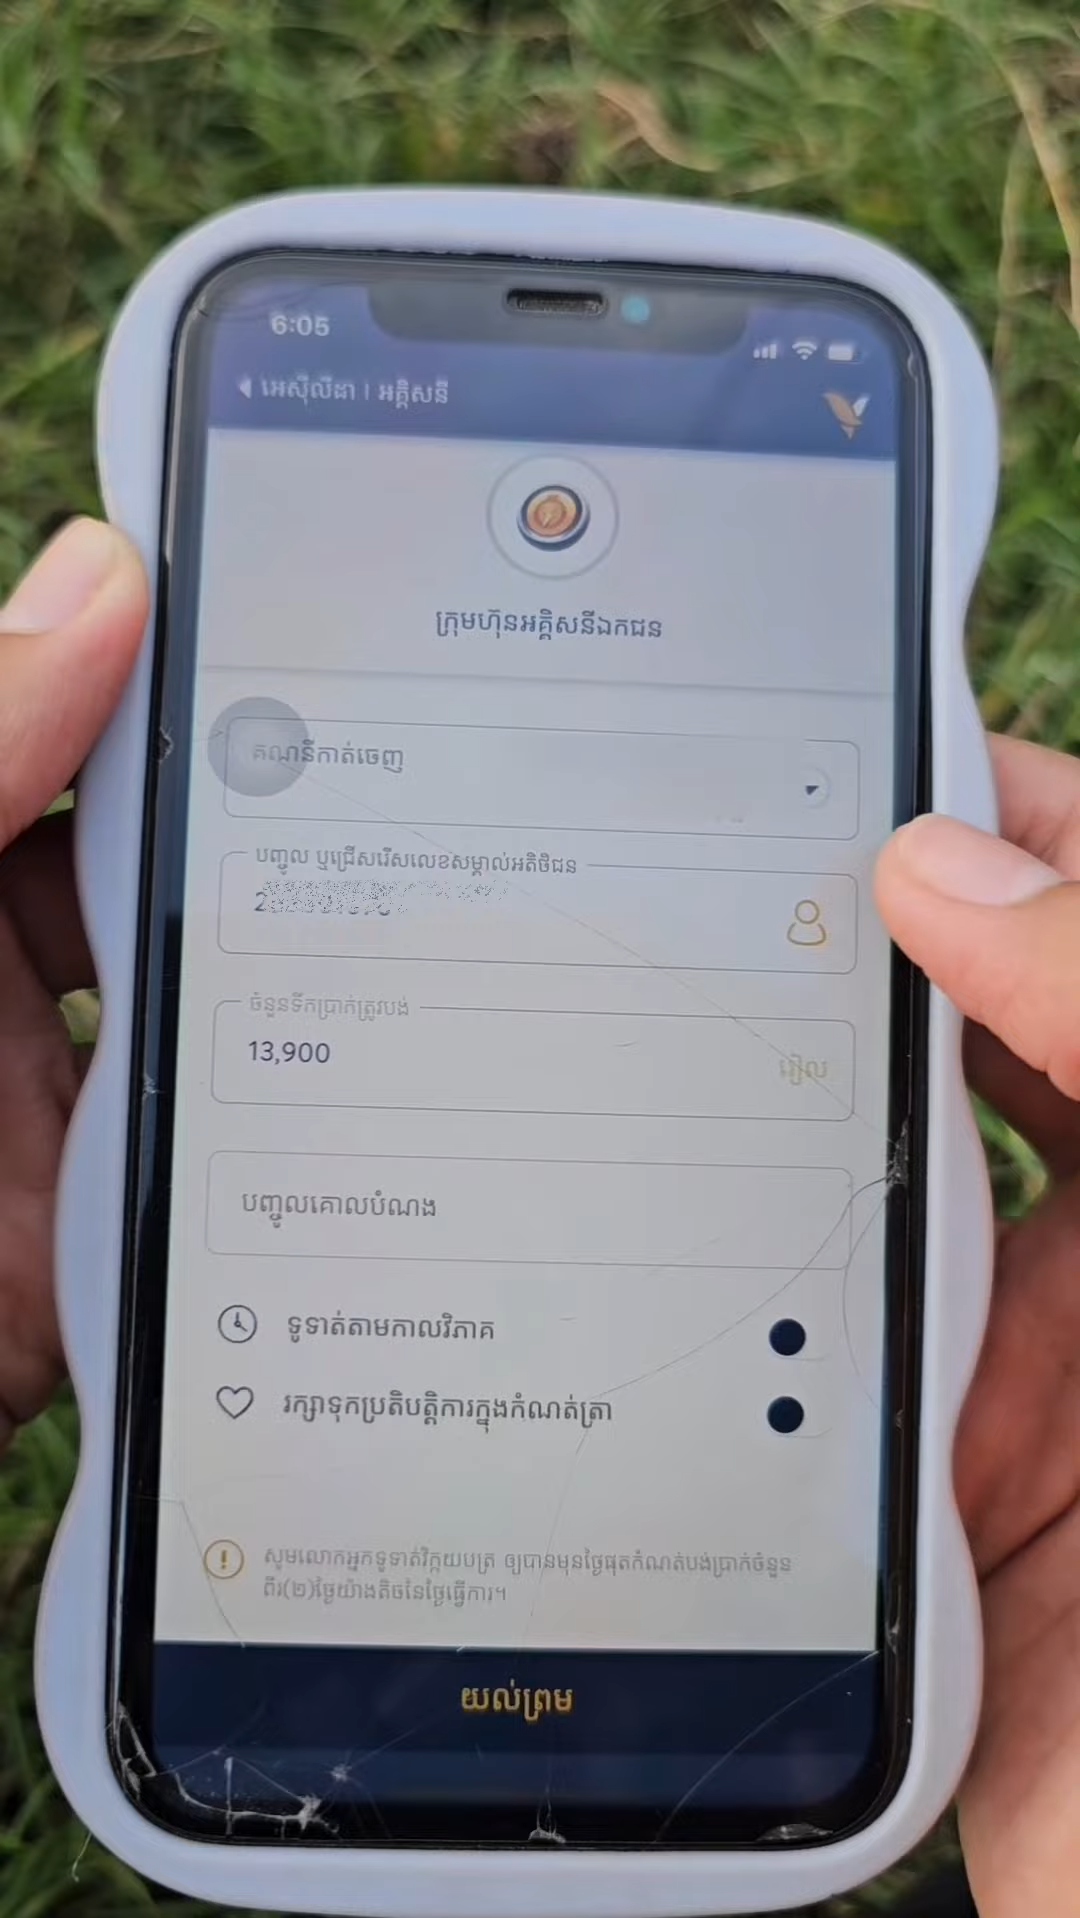 6:05
អេស៊ីលីដា | អគ្គិសនី
ក្រុមហ៊ុនអគ្គិសនីឯកជន
គណនីកាត់ចេញ
បញ្ចូល ឬជ្រើសរើសលេខសម្គាល់អតិថិជន
ចំនួនទឹកប្រាក់ត្រូវបង់
13,900
រៀល
បញ្ចូលគោលបំណង
ទូទាត់តាមកាលវិភាគ
រក្សាទុកប្រតិបត្តិការក្នុងកំណត់ត្រា
សូមលោកអ្នកទូទាត់វិក្កយបត្រ ឲ្យបានមុនថ្ងៃផុតកំណត់បង់ប្រាក់ចំនួន
ពីរ(២)ថ្ងៃយ៉ាងតិចនៃថ្ងៃធ្វើការ។
យល់ព្រម